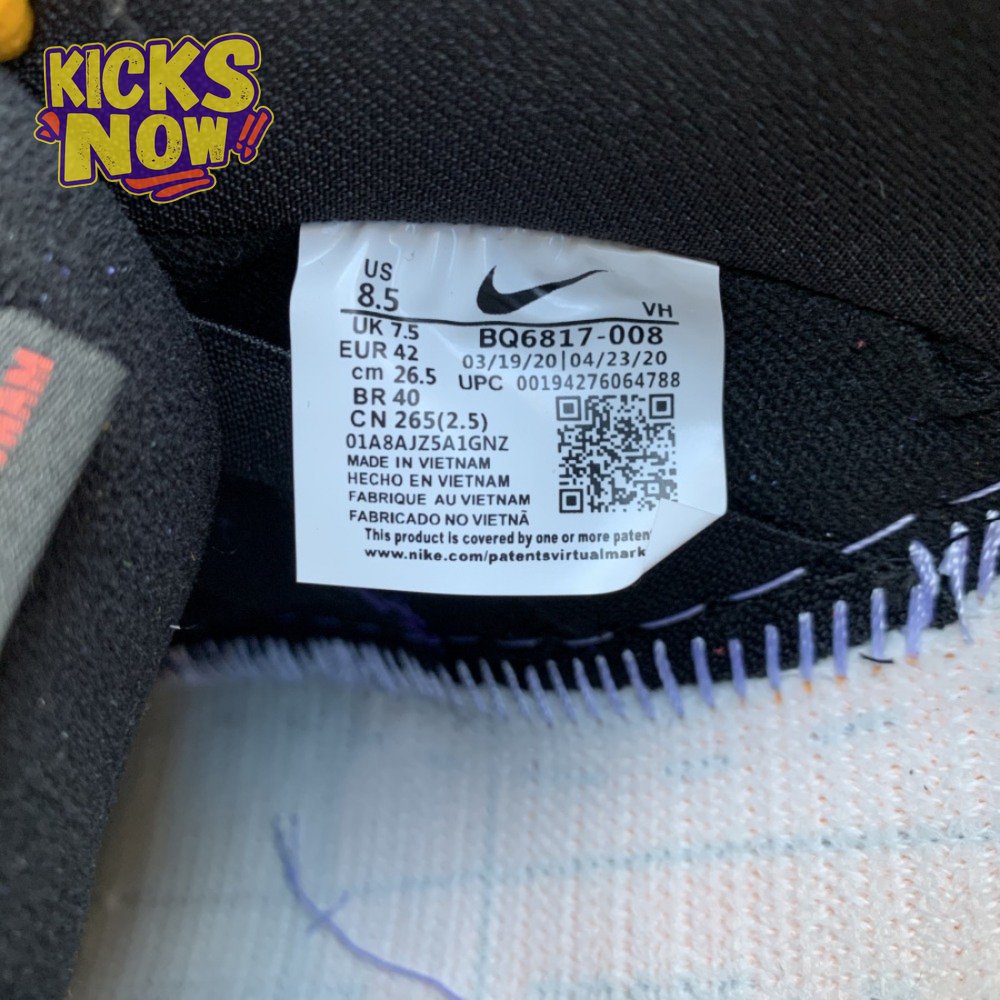 KICKS
NOW!!
US
8.5
VH
UK 7.5
BQ6817-008
EUR 42
03/19/20|04/23/20
cm 26.5
UPC 00194276064788
BR 40
CN 265(2.5)
01A8AJZ5A1GNZ
MADE IN VIETNAM
HECHO EN VIETNAM
FABRIQUE AU VIETNAM
FABRICADO NO VIETNÃ
This product is covered by one or more paten
www.nike.com/patentsvirtualmark